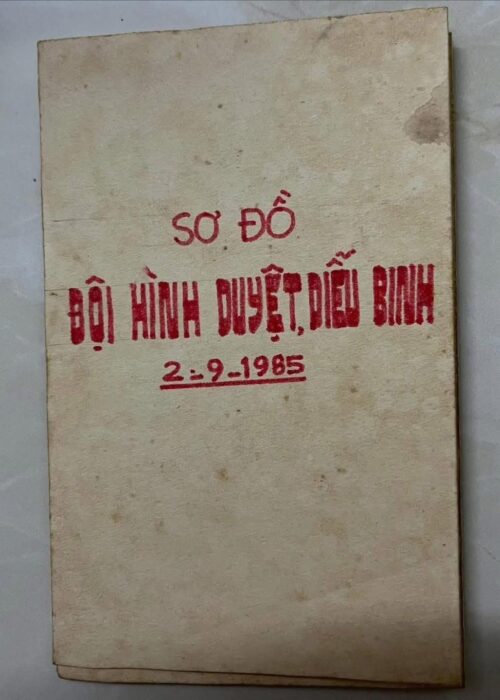 SƠ ĐỒ
ĐỘI HÌNH DUYỆT, DIỄU BINH
2-9-1985